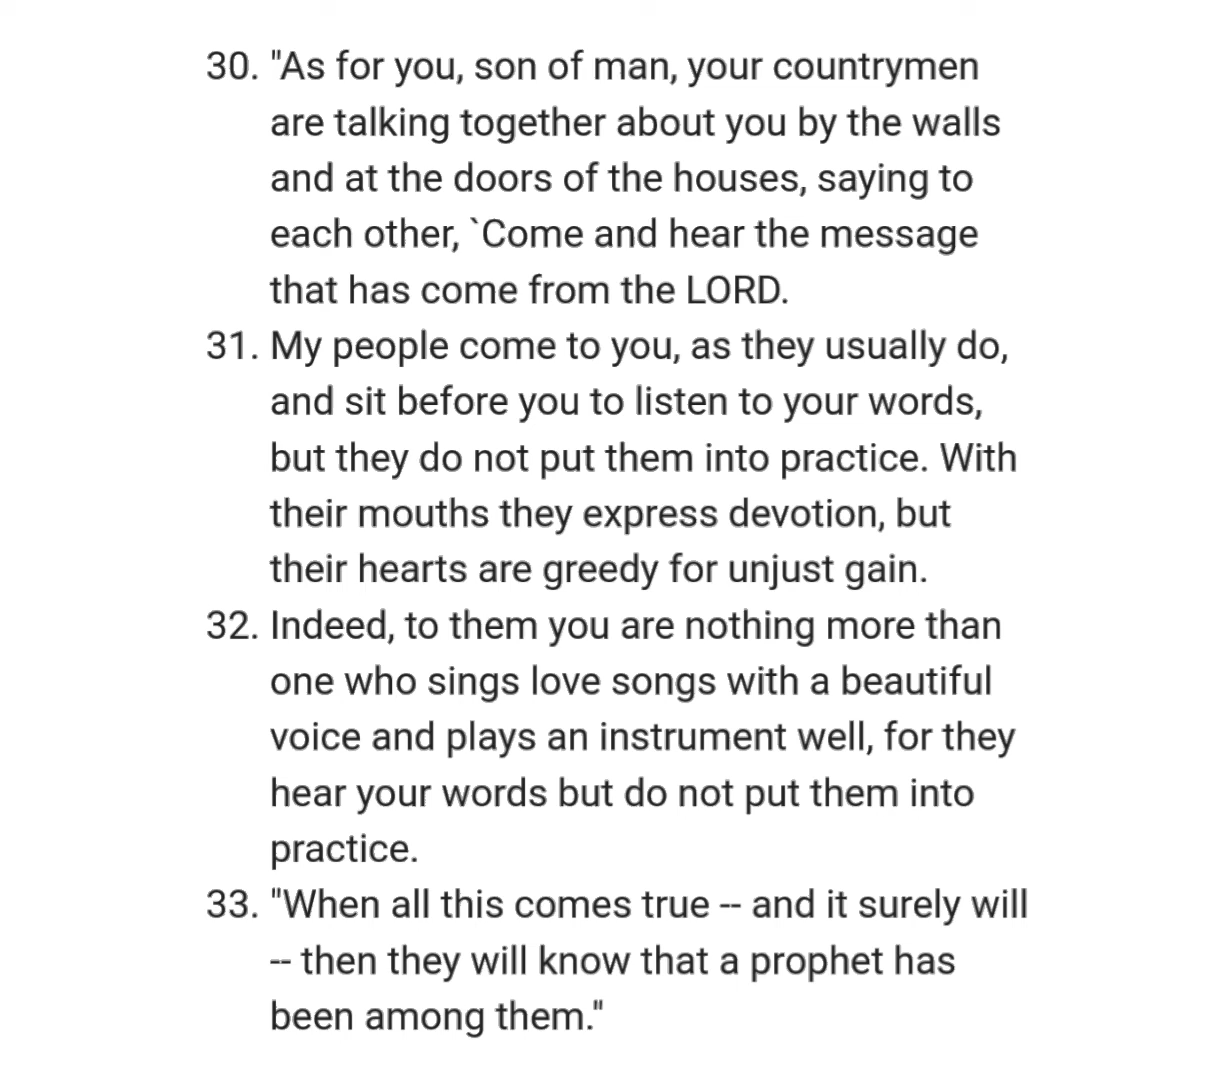 30. "As for you, son of man, your countrymen
are talking together about you by the walls
and at the doors of the houses, saying to
each other, `Come and hear the message
that has come from the LORD.
31. My people come to you, as they usually do,
and sit before you to listen to your words,
but they do not put them into practice. With
their mouths they express devotion, but
their hearts are greedy for unjust gain.
32. Indeed, to them you are nothing more than
one who sings love songs with a beautiful
voice and plays an instrument well, for they
hear your words but do not put them into
practice.
33. "When all this comes true -- and it surely will
-- then they will know that a prophet has
been among them."